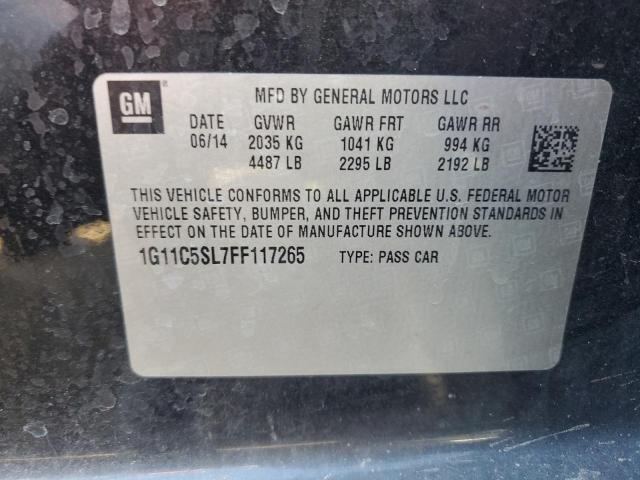 GM ® MFD BY GENERAL MOTORS LLC
DATE GVWR GAWR FRT GAWR RR
06/14 2035 KG 1041 KG 994 KG
4487 LB 2295 LB 2192 LB
THIS VEHICLE CONFORMS TO ALL APPLICABLE U.S. FEDERAL MOTOR
VEHICLE SAFETY, BUMPER, AND THEFT PREVENTION STANDARDS IN
EFFECT ON THE DATE OF MANUFACTURE SHOWN ABOVE.
1G11C5SL7FF117265 TYPE: PASS CAR